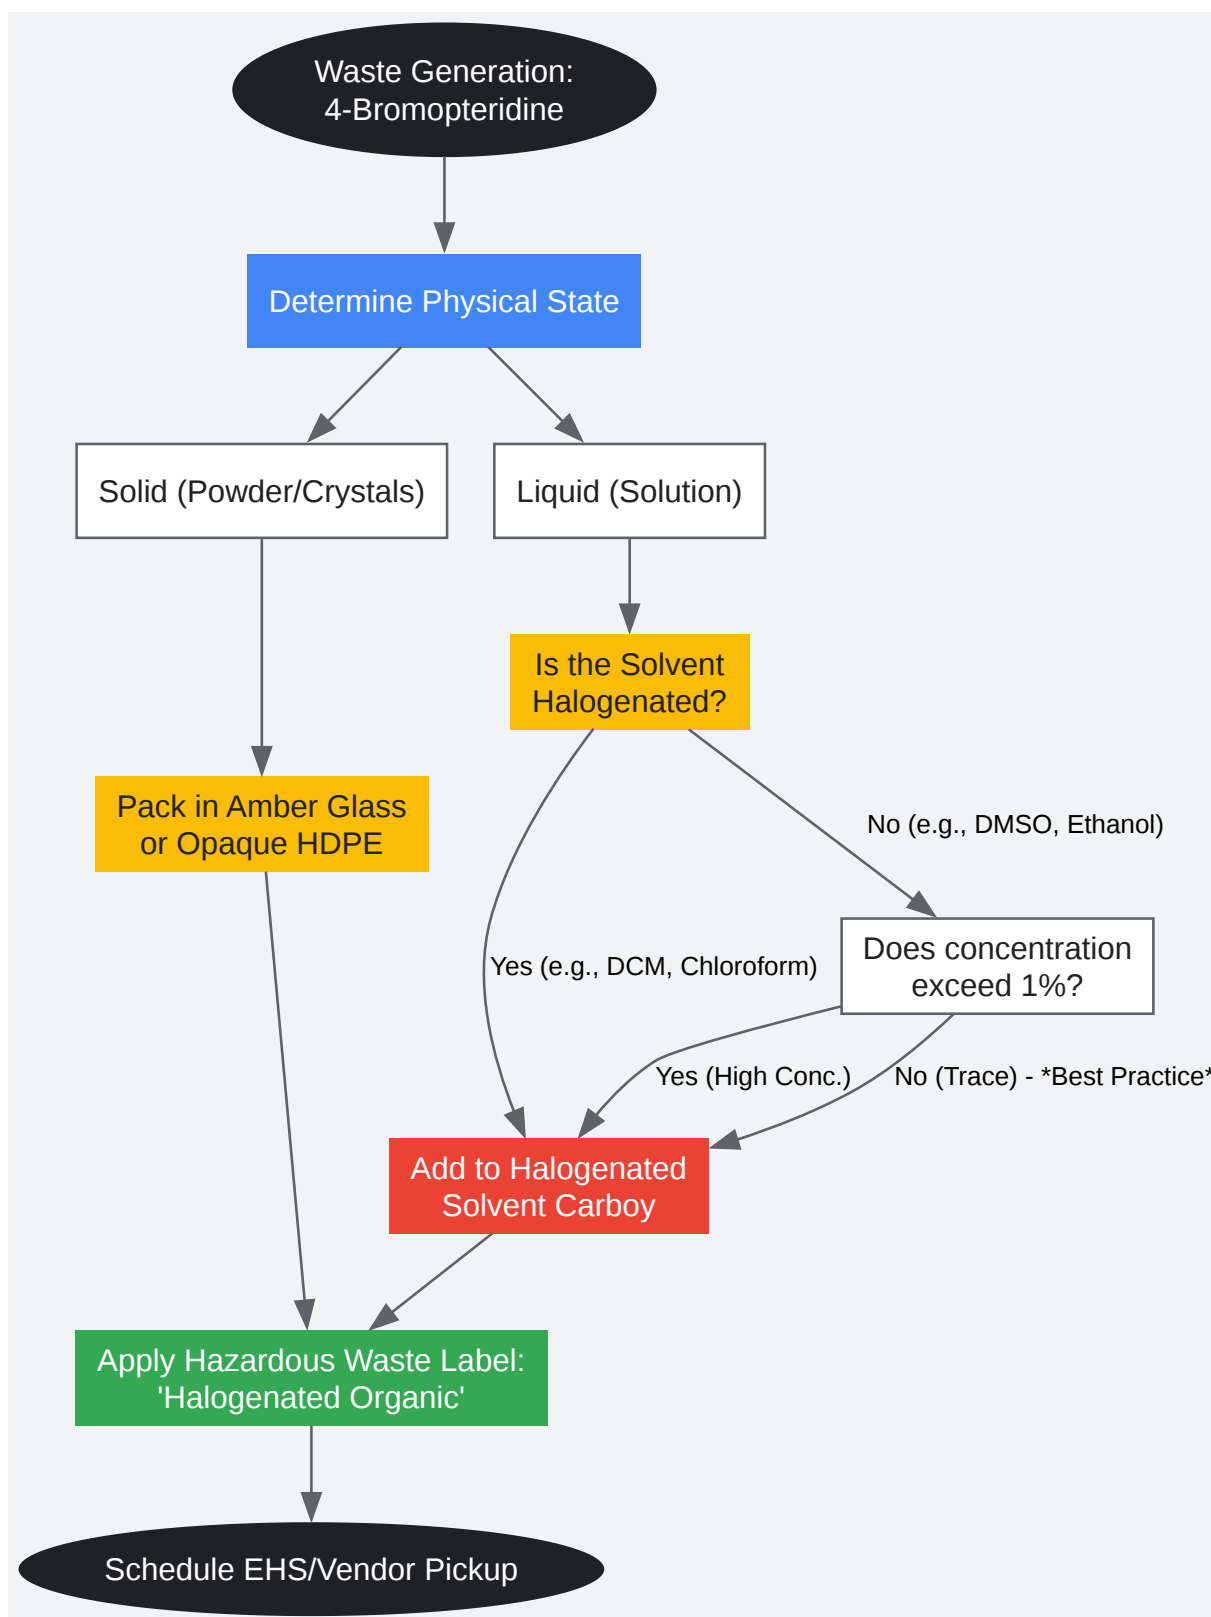 Waste Generation:
4-Bromopteridine
Determine Physical State
Solid (Powder/Crystals)
Liquid (Solution)
Is the Solvent
Halogenated?
Pack in Amber Glass
or Opaque HDPE
No (e.g., DMSO, Ethanol)
Does concentration
exceed 1%?
Yes (e.g., DCM, Chloroform)
Yes (High Conc.)
No (Trace) - *Best Practice*
Add to Halogenated
Solvent Carboy
Apply Hazardous Waste Label:
'Halogenated Organic'
Schedule EHS/Vendor Pickup